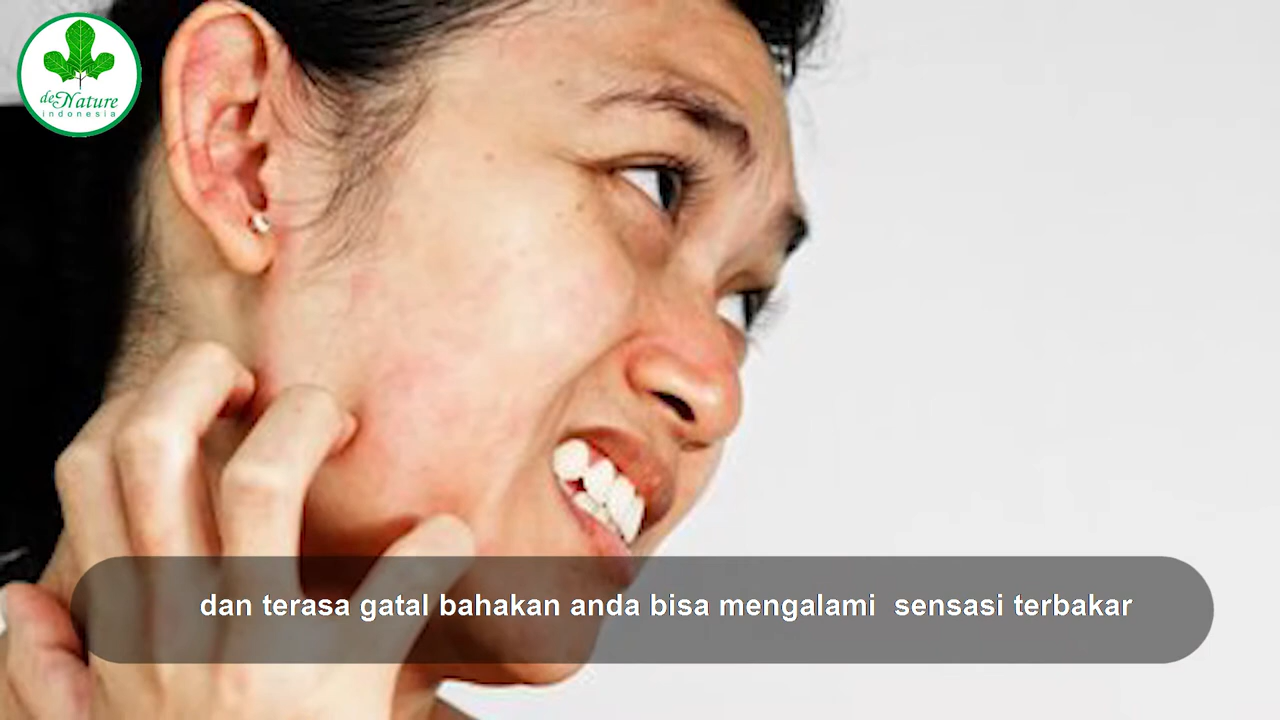 deNature
indonesia
dan terasa gatal bahakan anda bisa mengalami  sensasi terbakar